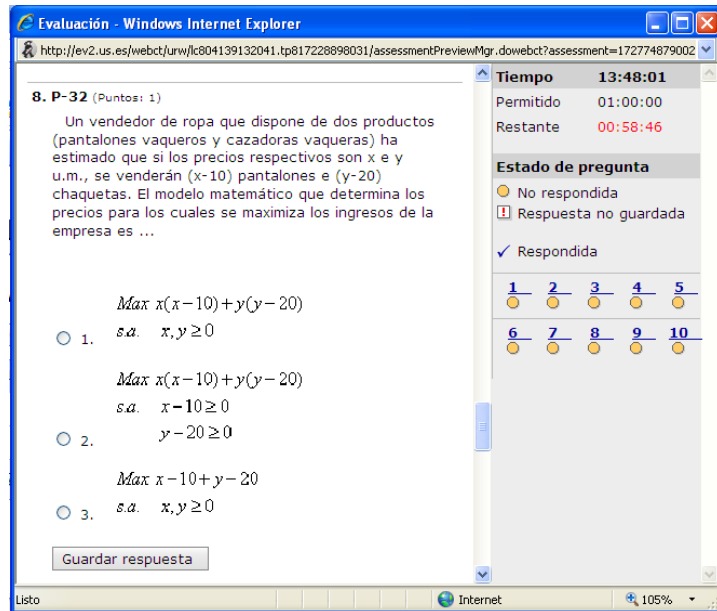 Evaluación - Windows Internet Explorer
http://ev2.us.es/webct/urw/lc804139132041.tp817228898031/assessmentPreviewMgr.dowebct?assessment=172774879002
8. P-32 (Puntos: 1)
Un vendedor de ropa que dispone de dos productos
(pantalones vaqueros y cazadoras vaqueras) ha
estimado que si los precios respectivos son x e y
u.m., se venderán (x-10) pantalones e (y-20)
chaquetas. El modelo matemático que determina los
precios para los cuales se maximiza los ingresos de la
empresa es ...
Max x(x-10)+y(y-20)
1. s.a. x,y≥0
Max x(x-10)+y(y-20)
s.a. x-10≥0
2. y-20≥0
Max x-10+y-20
3. s.a. x,y≥0
Guardar respuesta
Tiempo 13:48:01
Permitido 01:00:00
Restante 00:58:46
Estado de pregunta
No respondida
Respuesta no guardada
Respondida
1 2 3 4 5
6 7 8 9 10
Listo Internet 105%